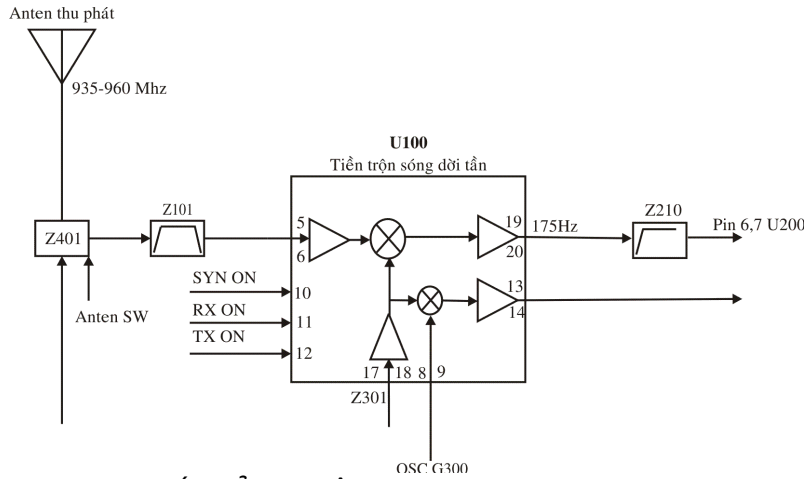 Anten thu phát
935-960 Mhz
U100
Tiền trộn sóng dời tần
Z401
Z101
5
6
19
20
175Hz
Z210
Pin 6,7 U200
SYN ON
10
RX ON
11
TX ON
12
Anten SW
13
14
17 18 8 9
Z301
OSC G300